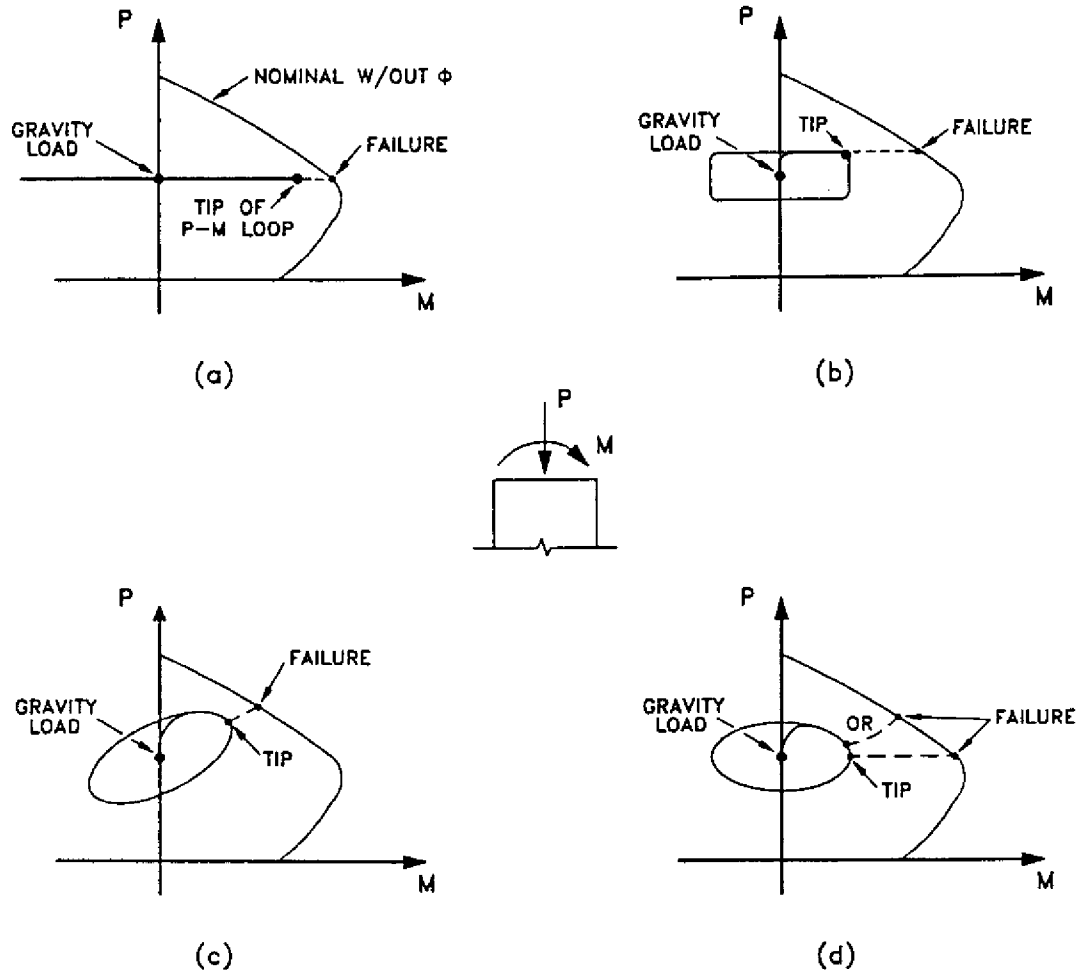 P
NOMINAL W/OUT ϕ
GRAVITY
LOAD
FAILURE
TIP OF
P-M LOOP
M
(a)
P
GRAVITY
LOAD
TIP
FAILURE
M
(b)
P
M
P
FAILURE
GRAVITY
LOAD
TIP
M
(c)
P
GRAVITY
LOAD
OR
FAILURE
TIP
M
(d)